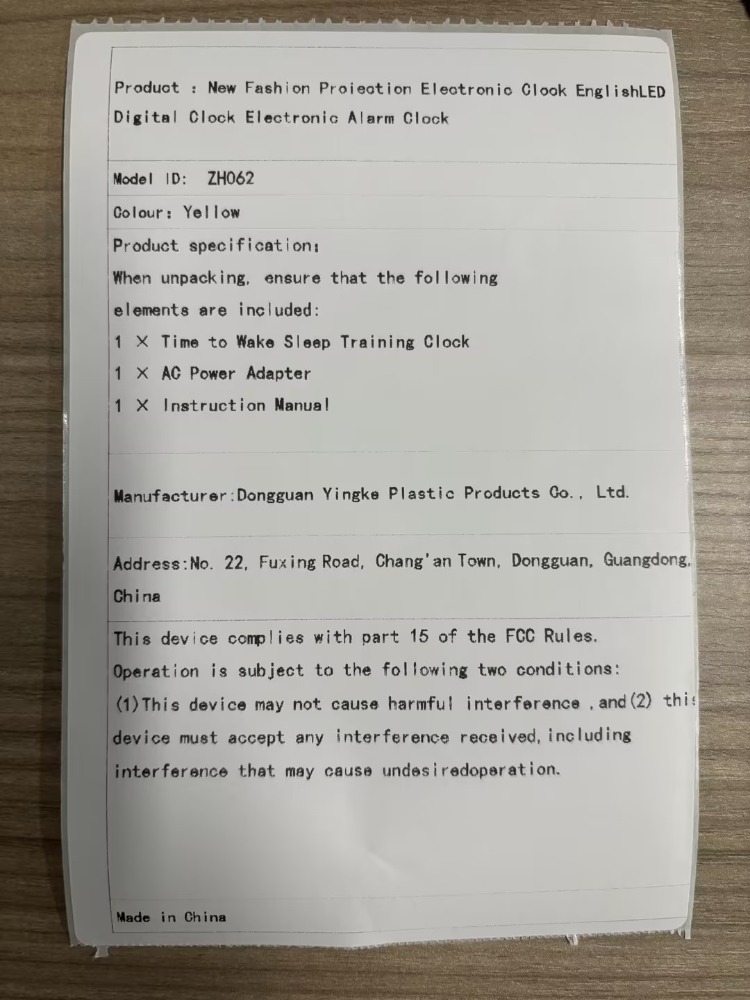 Product : New Fashion Proiection Electronic Clook EnglishLED
Digital Clock Electronic Alarm Clock
Model ID: ZH062
Colour: Yellow
Product specification:
When unpacking, ensure that the following
elements are included:
1 × Time to Wake Sleep Training Clock
1 × AC Power Adapter
1 × Instruction Manual
Manufacturer:Dongguan Yingke Plastic Products Co., Ltd.
Address:No. 22, Fuxing Road, Chang'an Town, Dongguan, Guangdong,
China
This device complies with part 15 of the FCC Rules.
Operation is subject to the following two conditions:
(1)This device may not cause harmful interference ,and(2) this
device must accept any interference received, including
interference that may cause undesiredoperation.
Made in China